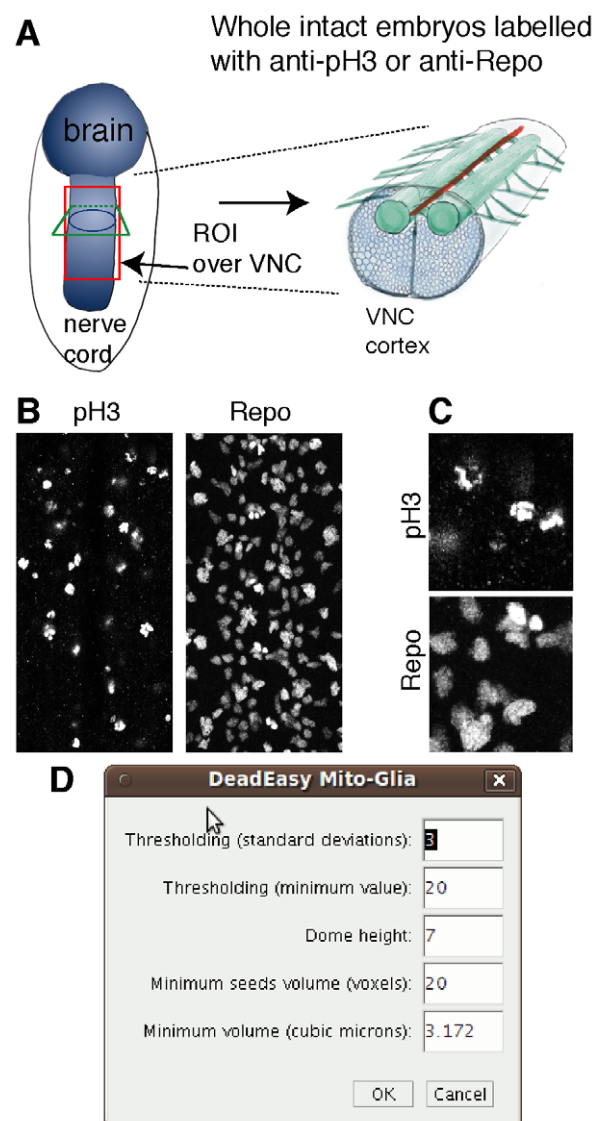 A
Whole intact embryos labelled
with anti-pH3 or anti-Repo
brain
ROI
over VNC
nerve
cord
VNC
cortex
B
pH3
Repo
C
pH3
Repo
D
DeadEasy Mito-Glia
Thresholding (standard deviations): 3
Thresholding (minimum value): 20
Dome height: 7
Minimum seeds volume (voxels): 20
Minimum volume (cubic microns): 3.172
OK Cancel